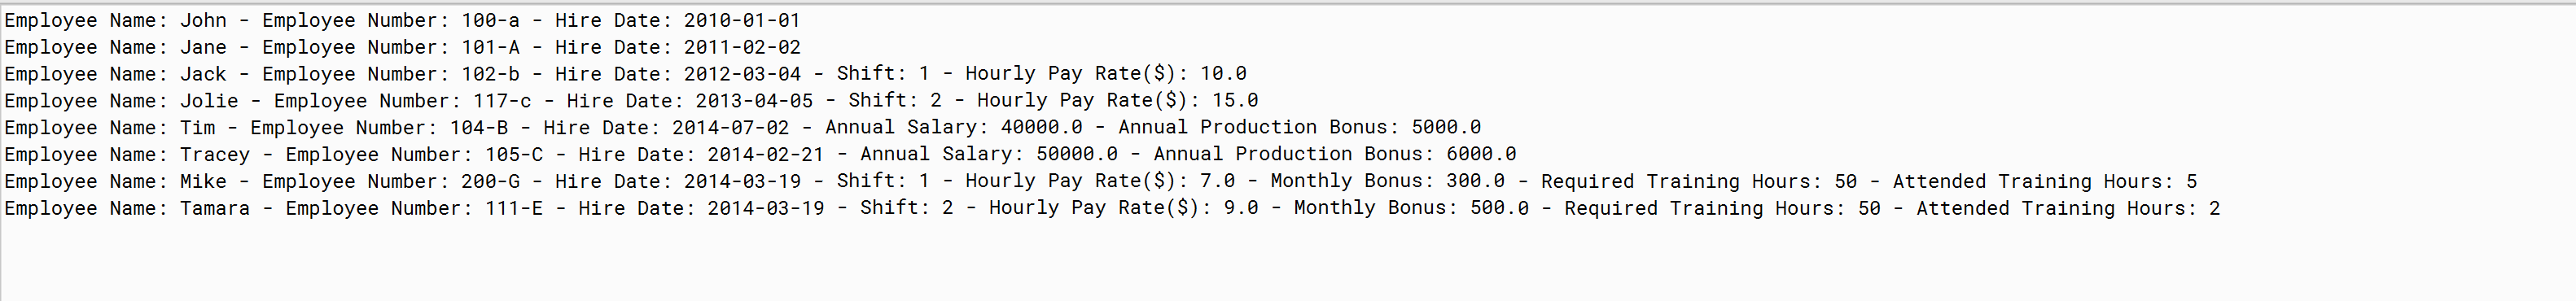 Employee Name: John - Employee Number: 100-a - Hire Date: 2010-01-01
Employee Name: Jane - Employee Number: 101-A - Hire Date: 2011-02-02
Employee Name: Jack - Employee Number: 102-b - Hire Date: 2012-03-04 - Shift: 1 - Hourly Pay Rate($): 10.0
Employee Name: Jolie - Employee Number: 117-c - Hire Date: 2013-04-05 - Shift: 2 - Hourly Pay Rate($): 15.0
Employee Name: Tim - Employee Number: 104-B - Hire Date: 2014-07-02 - Annual Salary: 40000.0 - Annual Production Bonus: 5000.0
Employee Name: Tracey - Employee Number: 105-C - Hire Date: 2014-02-21 - Annual Salary: 50000.0 - Annual Production Bonus: 6000.0
Employee Name: Mike - Employee Number: 200-G - Hire Date: 2014-03-19 - Shift: 1 - Hourly Pay Rate($): 7.0 - Monthly Bonus: 300.0 - Required Training Hours: 50 - Attended Training Hours: 5
Employee Name: Tamara - Employee Number: 111-E - Hire Date: 2014-03-19 - Shift: 2 - Hourly Pay Rate($): 9.0 - Monthly Bonus: 500.0 - Required Training Hours: 50 - Attended Training Hours: 2